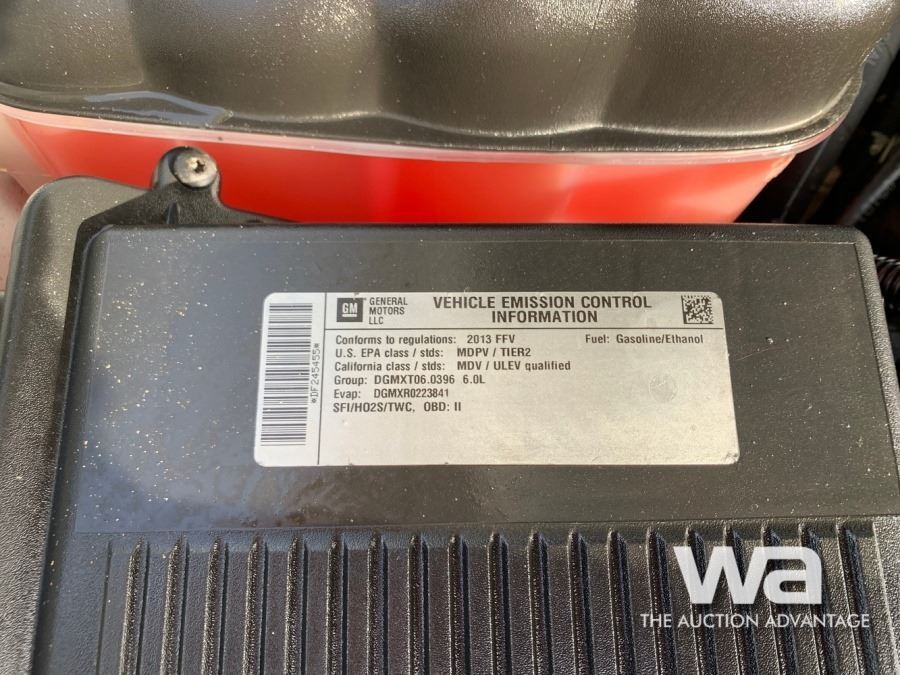 *DF245455*
GM GENERAL MOTORS LLC
VEHICLE EMISSION CONTROL
INFORMATION
Conforms to regulations: 2013 FFV Fuel: Gasoline/Ethanol
U.S. EPA class / stds: MDPV / TIER2
California class / stds: MDV / ULEV qualified
Group: DGMXT06.0396 6.0L
Evap: DGMXR0223841
SFI/HO2S/TWC, OBD: II
wa
THE AUCTION ADVANTAGE